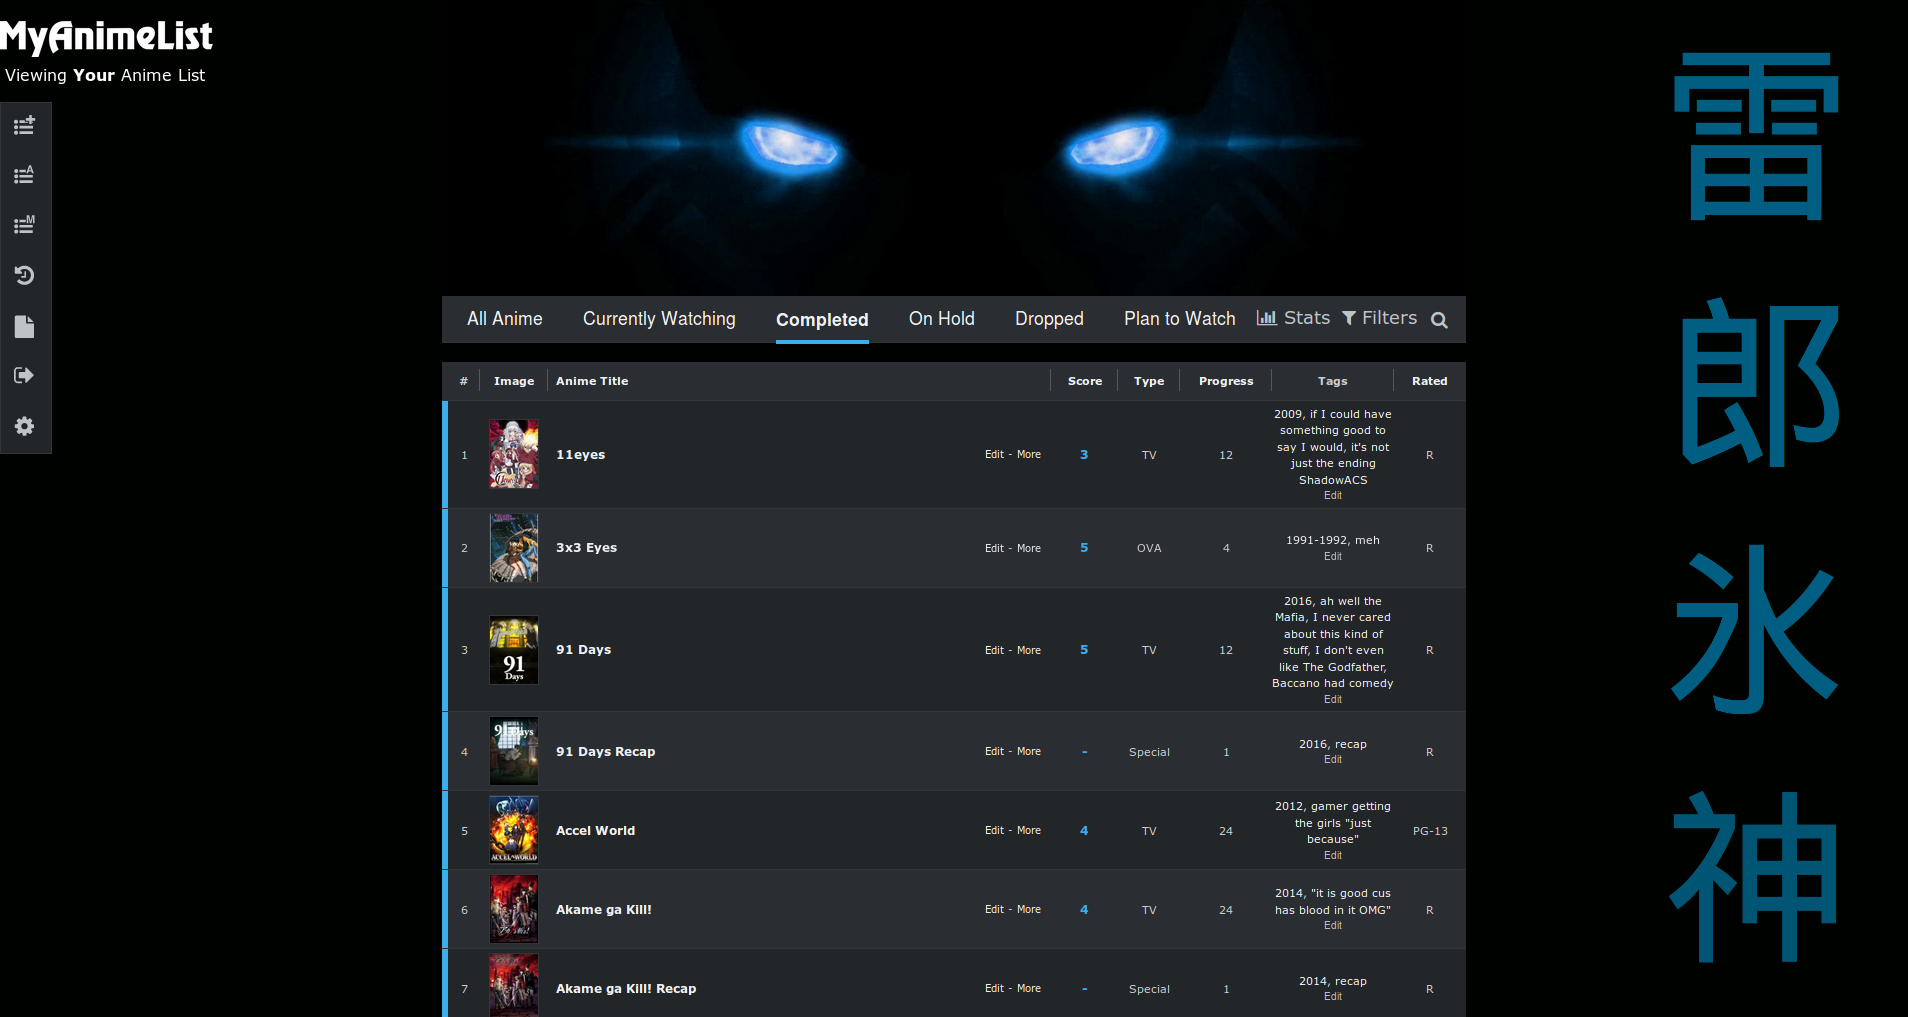 MyAnimeList
Viewing Your Anime List
All Anime
Currently Watching
Completed
On Hold
Dropped
Plan to Watch
Stats
Filters
# Image Anime Title Score Type Progress Tags Rated
1
11eyes
Edit - More
3
TV
12
2009, if I could have
something good to
say I would, it's not
just the ending
ShadowACS
Edit
R
2
3x3 Eyes
Edit - More
5
OVA
4
1991-1992, meh
Edit
R
3
91
Days
91 Days
Edit - More
5
TV
12
2016, ah well the
Mafia, I never cared
about this kind of
stuff, I don't even
like The Godfather,
Baccano had comedy
Edit
R
4
91 Days
91 Days Recap
Edit - More
-
Special
1
2016, recap
Edit
R
5
ACCEL WORLD
Accel World
Edit - More
4
TV
24
2012, gamer getting
the girls "just
because"
Edit
PG-13
6
Akame ga Kill!
Edit - More
4
TV
24
2014, "it is good cus
has blood in it OMG"
Edit
R
7
Akame ga Kill! Recap
Edit - More
-
Special
1
2014, recap
Edit
R
雷
郎
氷
神